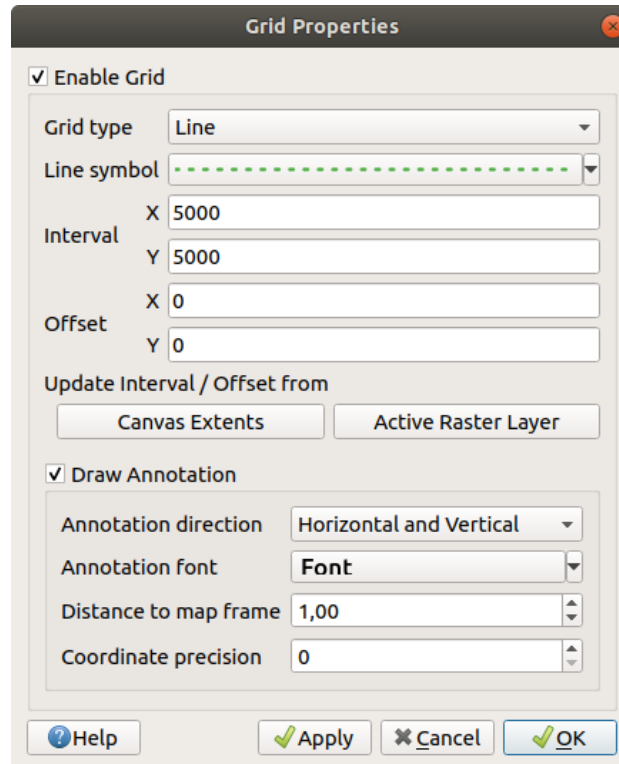 Grid Properties
Enable Grid
Grid type Line
Line symbol
Interval
X 5000
Y 5000
Offset
X 0
Y 0
Update Interval / Offset from
Canvas Extents Active Raster Layer
Draw Annotation
Annotation direction Horizontal and Vertical
Annotation font Font
Distance to map frame 1,00
Coordinate precision 0
Help Apply Cancel OK